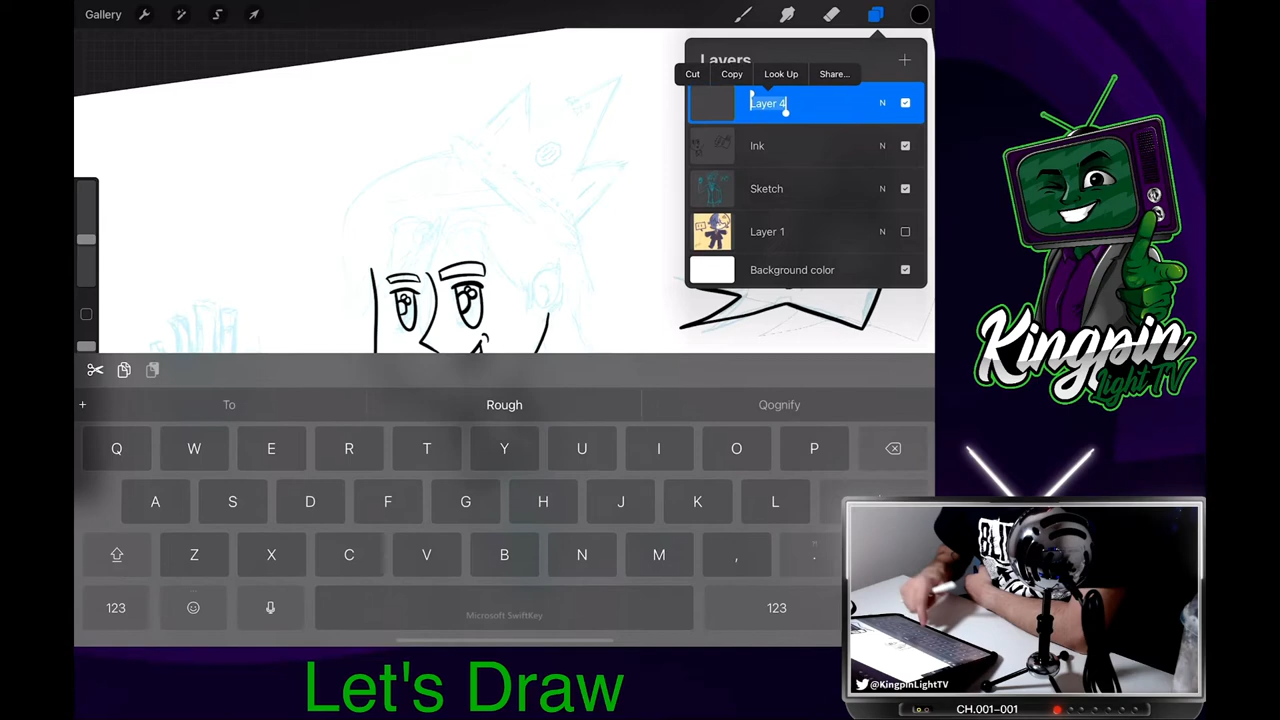 Gallery
Layers
Cut Copy Look Up Share...
Layer 4 N
Ink N
Sketch N
Layer 1 N
Background color
Kingpin
Light TV
+ To Rough Qognify
Q W E R T Y U I O P
A S D F G H J K L
Z X C V B N M ,
123 Microsoft SwiftKey 123
@KingpinLightTV
Let's Draw
CH.001-001